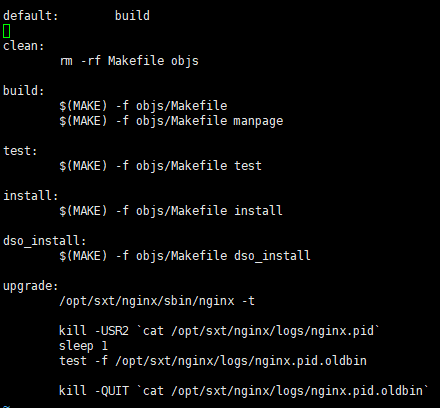 default:        build
clean:
        rm -rf Makefile objs
build:
        $(MAKE) -f objs/Makefile
        $(MAKE) -f objs/Makefile manpage
test:
        $(MAKE) -f objs/Makefile test
install:
        $(MAKE) -f objs/Makefile install
dso_install:
        $(MAKE) -f objs/Makefile dso_install
upgrade:
        /opt/sxt/nginx/sbin/nginx -t
        kill -USR2 `cat /opt/sxt/nginx/logs/nginx.pid`
        sleep 1
        test -f /opt/sxt/nginx/logs/nginx.pid.oldbin
        kill -QUIT `cat /opt/sxt/nginx/logs/nginx.pid.oldbin`
~